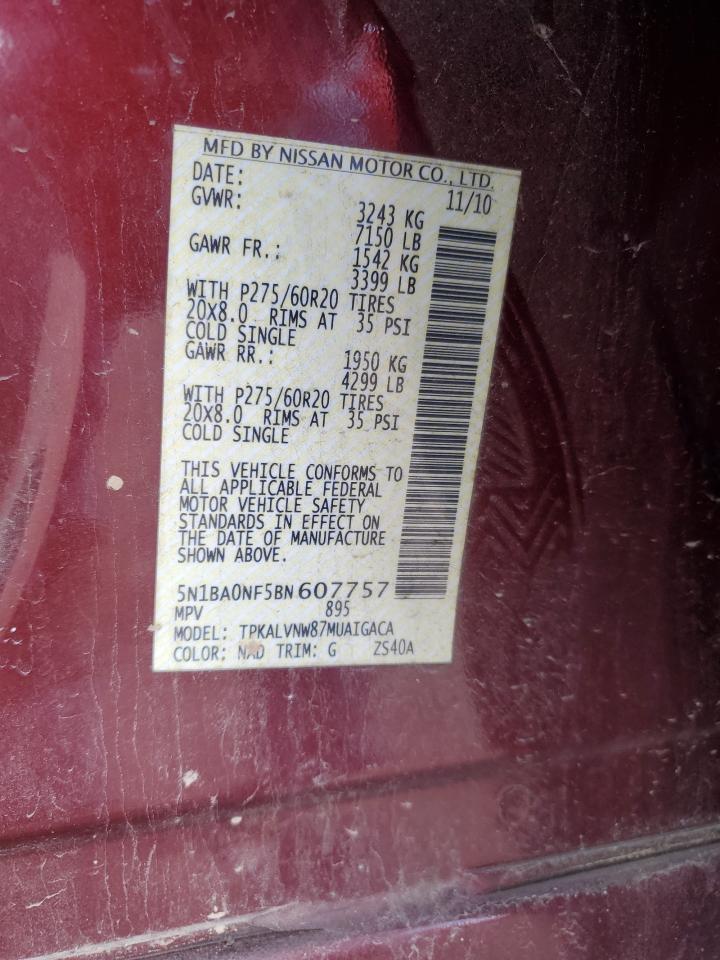 MFD BY NISSAN MOTOR CO., LTD.
DATE: 11/10
GVWR: 3243 KG
7150 LB
GAWR FR.: 1542 KG
3399 LB
WITH P275/60R20 TIRES
20X8.0 RIMS AT 35 PSI
COLD SINGLE
GAWR RR.: 1950 KG
4299 LB
WITH P275/60R20 TIRES
20X8.0 RIMS AT 35 PSI
COLD SINGLE
THIS VEHICLE CONFORMS TO
ALL APPLICABLE FEDERAL
MOTOR VEHICLE SAFETY
STANDARDS IN EFFECT ON
THE DATE OF MANUFACTURE
SHOWN ABOVE.
5N1BA0NF5BN607757
MPV 895
MODEL: TPKALVNW87MUAIGACA
COLOR: TRIM: G ZS40A